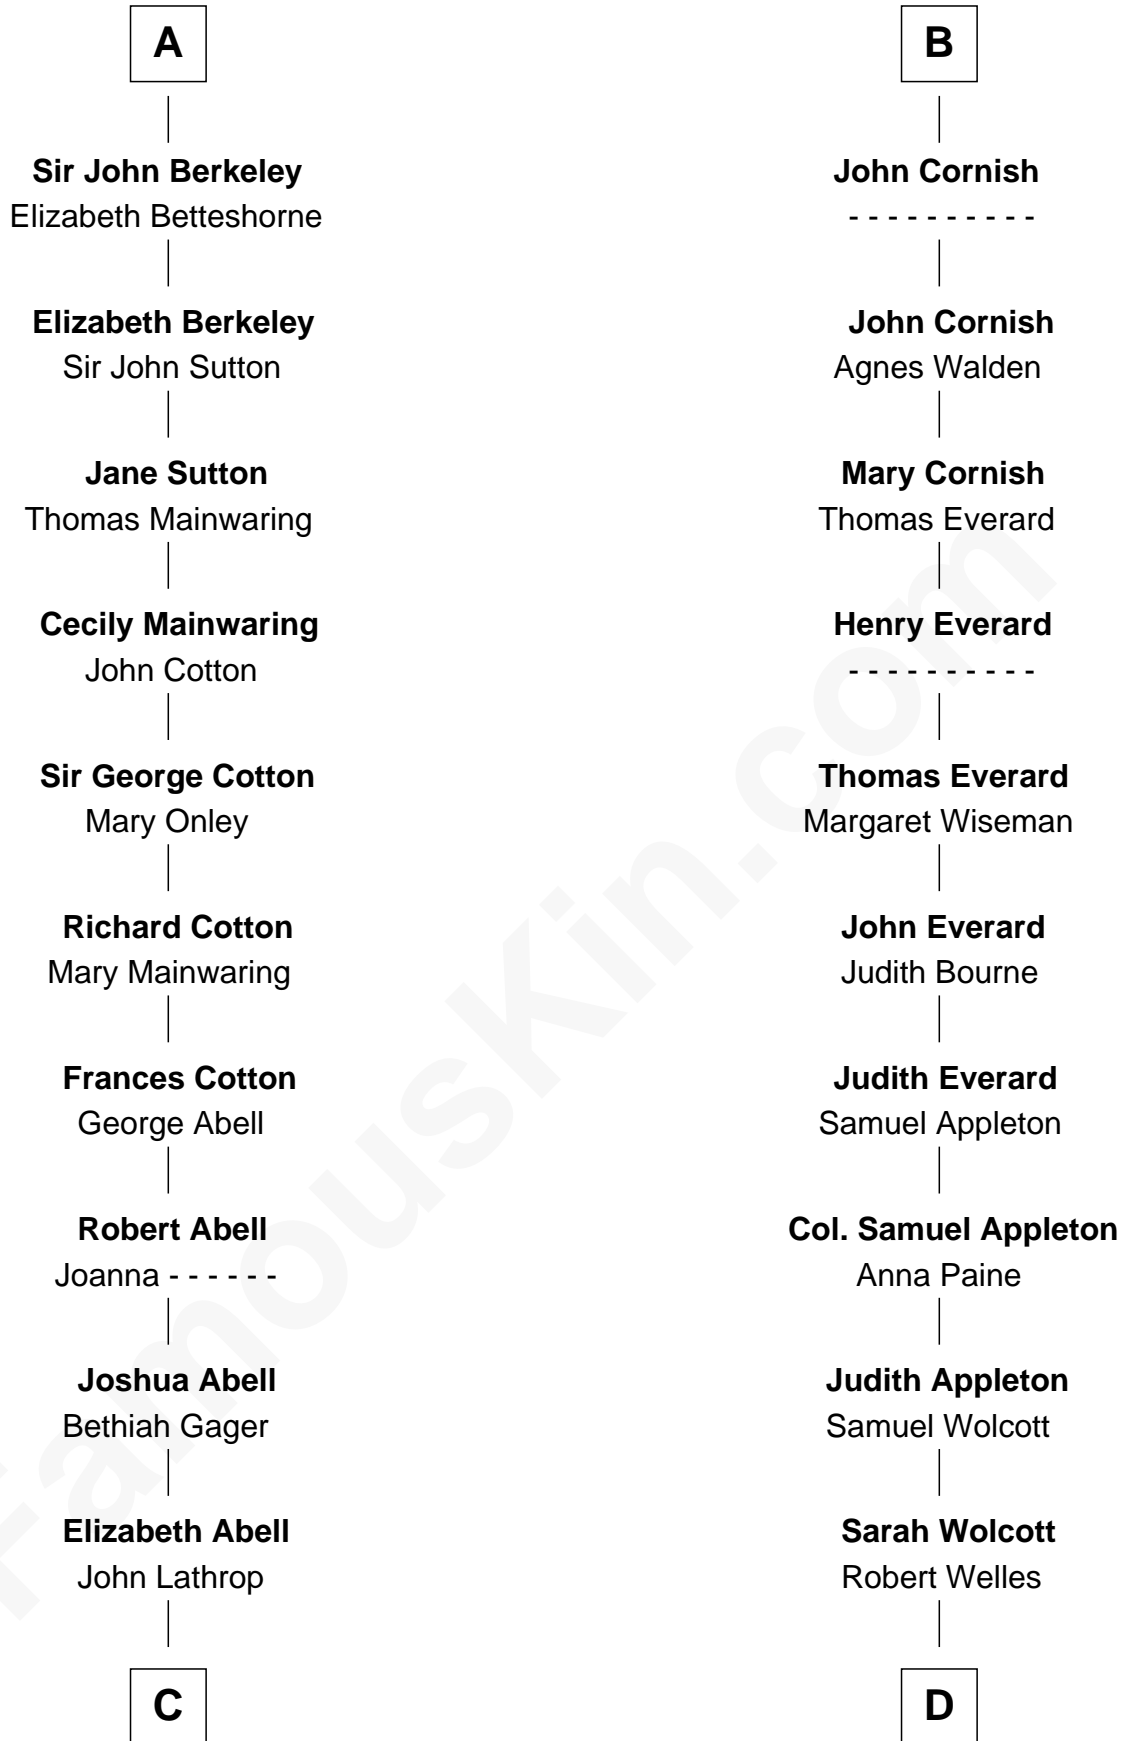 A
Sir John Berkeley
Elizabeth Betteshorne
Elizabeth Berkeley
Sir John Sutton
Jane Sutton
Thomas Mainwaring
Cecily Mainwaring
John Cotton
Sir George Cotton
Mary Onley
Richard Cotton
Mary Mainwaring
Frances Cotton
George Abell
Robert Abell
Joanna - - - - - -
Joshua Abell
Bethiah Gager
Elizabeth Abell
John Lathrop
C
B
John Cornish
- - - - - - - - - -
John Cornish
Agnes Walden
Mary Cornish
Thomas Everard
Henry Everard
- - - - - - - - - -
Thomas Everard
Margaret Wiseman
John Everard
Judith Bourne
Judith Everard
Samuel Appleton
Col. Samuel Appleton
Anna Paine
Judith Appleton
Samuel Wolcott
Sarah Wolcott
Robert Welles
D
FamousKin.com